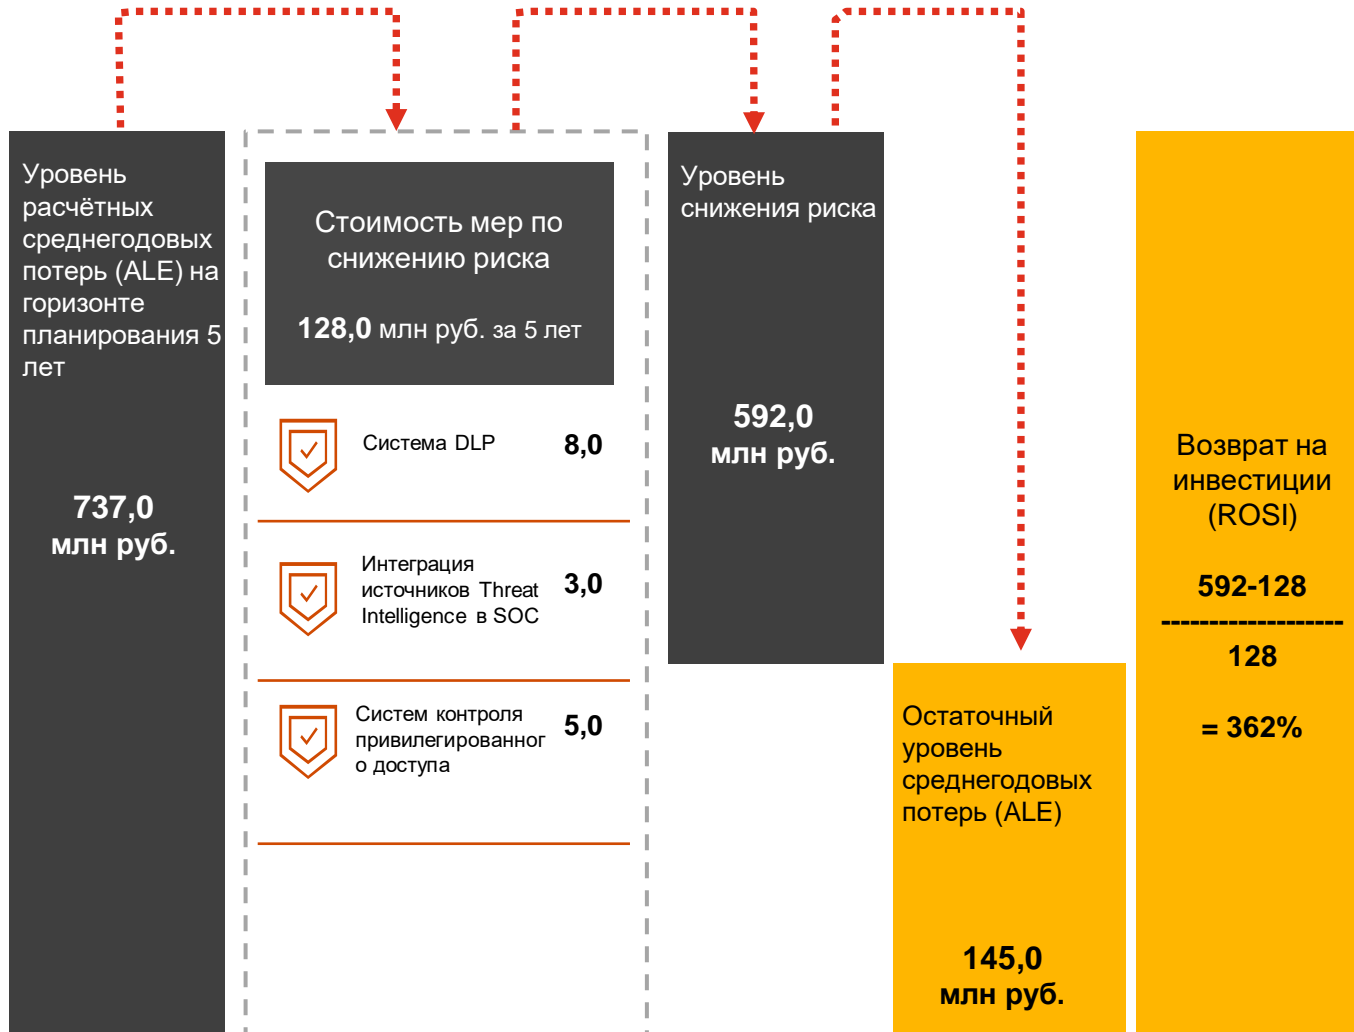 Уровень
расчётных
среднегодовых
потерь (ALE) на
горизонте
планирования 5
лет
737,0
млн руб.
Стоимость мер по
снижению риска
128,0 млн руб. за 5 лет
Система DLP 8,0
Интеграция
источников Threat
Intelligence в SOC
3,0
Систем контроля
привилегированног
о доступа
5,0
Уровень
снижения риска
592,0
млн руб.
Остаточный
уровень
среднегодовых
потерь (ALE)
145,0
млн руб.
Возврат на
инвестиции
(ROSI)
592-128
-------------------
128
= 362%